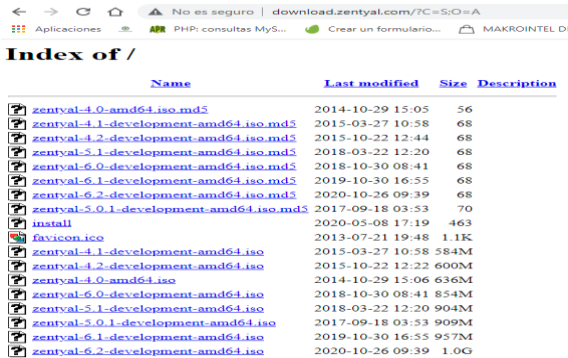 No es seguro | download.zentyal.com/?C=S;O=A
Aplicaciones APR PHP: consultas MyS... Crear un formulario... MAKROINTEL DI
Index of /
Name Last modified Size Description
zentyal-4.0-amd64.iso.md5 2014-10-29 15:05 56
zentyal-4.1-development-amd64.iso.md5 2015-03-27 10:58 68
zentyal-4.2-development-amd64.iso.md5 2015-10-22 12:44 68
zentyal-5.1-development-amd64.iso.md5 2018-03-22 12:20 68
zentyal-6.0-development-amd64.iso.md5 2018-10-30 08:41 68
zentyal-6.1-development-amd64.iso.md5 2019-10-30 16:55 68
zentyal-6.2-development-amd64.iso.md5 2020-10-26 09:39 68
zentyal-5.0.1-development-amd64.iso.md5 2017-09-18 03:53 70
install 2020-05-08 17:19 463
favicon.ico 2013-07-21 19:48 1.1K
zentyal-4.1-development-amd64.iso 2015-03-27 10:58 584M
zentyal-4.2-development-amd64.iso 2015-10-22 12:22 600M
zentyal-4.0-amd64.iso 2014-10-29 15:06 636M
zentyal-6.0-development-amd64.iso 2018-10-30 08:41 854M
zentyal-5.1-development-amd64.iso 2018-03-22 12:20 904M
zentyal-5.0.1-development-amd64.iso 2017-09-18 03:53 909M
zentyal-6.1-development-amd64.iso 2019-10-30 16:55 957M
zentyal-6.2-development-amd64.iso 2020-10-26 09:39 1.0G